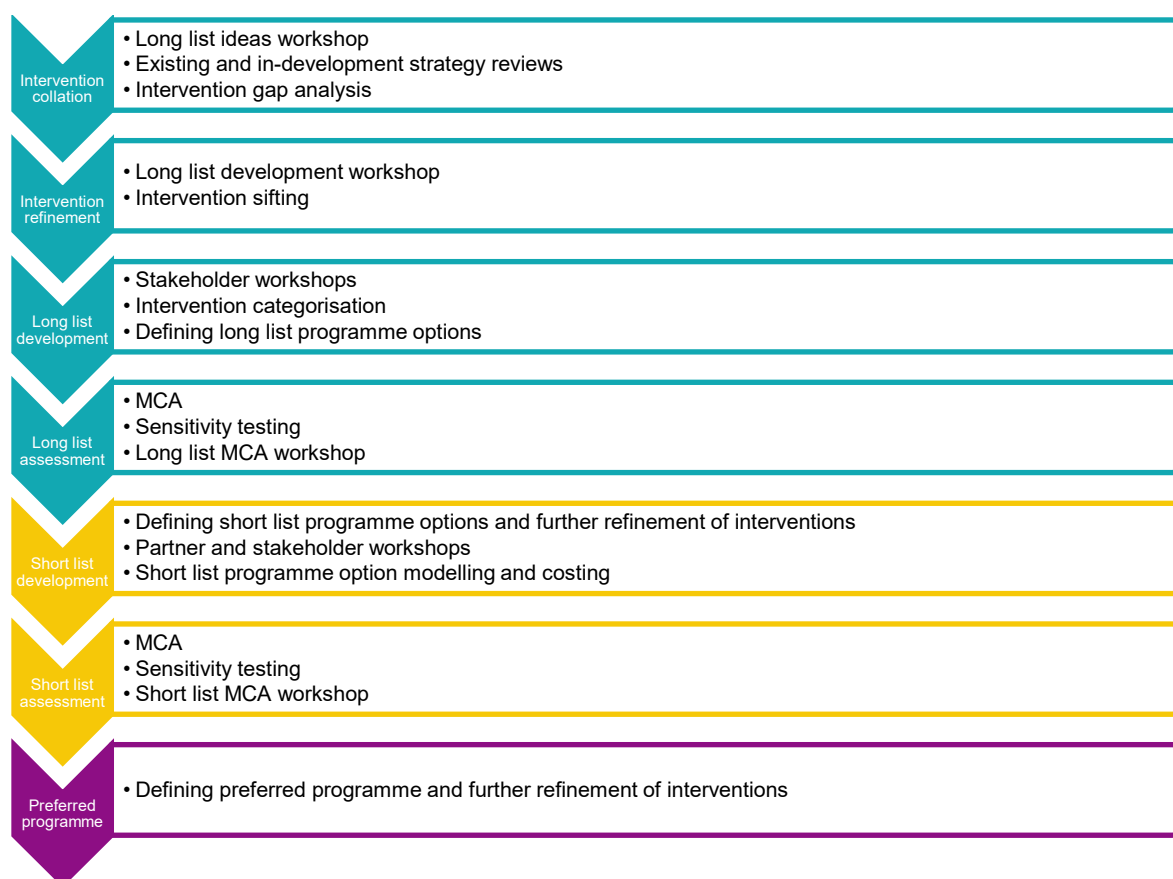 Intervention
collation
• Long list ideas workshop
• Existing and in-development strategy reviews
• Intervention gap analysis
Intervention
refinement
• Long list development workshop
• Intervention sifting
Long list
development
• Stakeholder workshops
• Intervention categorisation
• Defining long list programme options
Long list
assessment
• MCA
• Sensitivity testing
• Long list MCA workshop
Short list
development
• Defining short list programme options and further refinement of interventions
• Partner and stakeholder workshops
• Short list programme option modelling and costing
Short list
assessment
• MCA
• Sensitivity testing
• Short list MCA workshop
Preferred
programme
• Defining preferred programme and further refinement of interventions